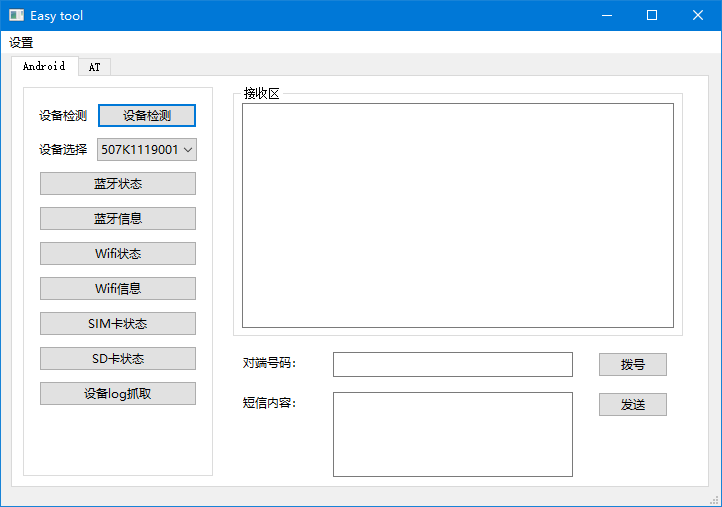 Easy tool
设置
Android AT
设备检测 设备检测
设备选择 507K1119001
蓝牙状态
蓝牙信息
Wifi状态
Wifi信息
SIM卡状态
SD卡状态
设备log抓取
接收区
对端号码： 拨号
短信内容： 发送